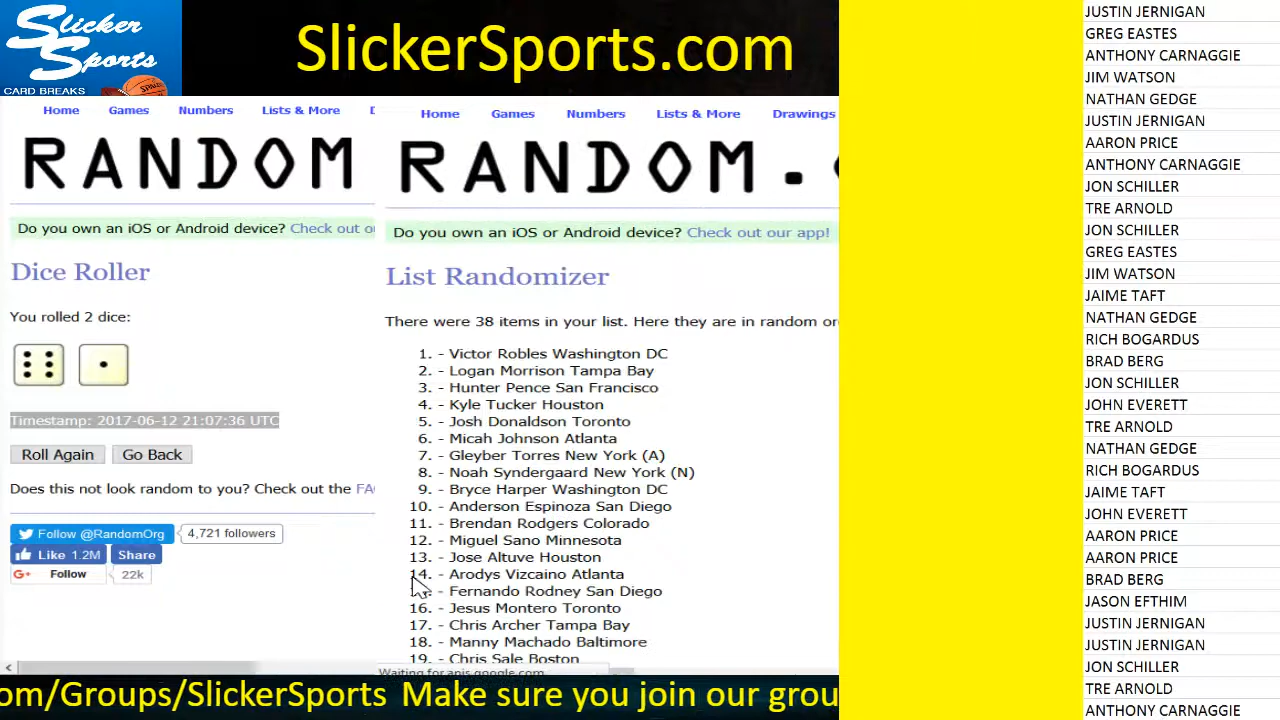 Slicker
Sports
CARD BREAKS
SlickerSports.com
Home Games Numbers Lists & More
RANDOM
Do you own an iOS or Android device? Check out
Dice Roller
You rolled 2 dice:
Timestamp: 2017-06-12 21:07:36 UTC
Roll Again Go Back
Does this not look random to you? Check out the FA
Follow @RandomOrg 4,721 followers
Like 1.2M Share
G+ Follow 22k
Home Games Numbers Lists & More Drawings
RANDOM.
Do you own an iOS or Android device? Check out our app!
List Randomizer
There were 38 items in your list. Here they are in random or
1. - Victor Robles Washington DC
2. - Logan Morrison Tampa Bay
3. - Hunter Pence San Francisco
4. - Kyle Tucker Houston
5. - Josh Donaldson Toronto
6. - Micah Johnson Atlanta
7. - Gleyber Torres New York (A)
8. - Noah Syndergaard New York (N)
9. - Bryce Harper Washington DC
10. - Anderson Espinoza San Diego
11. - Brendan Rodgers Colorado
12. - Miguel Sano Minnesota
13. - Jose Altuve Houston
14. - Arodys Vizcaino Atlanta
- Fernando Rodney San Diego
16. - Jesus Montero Toronto
17. - Chris Archer Tampa Bay
18. - Manny Machado Baltimore
19. - Chris Sale Boston
Waiting for apis.google.com
om/Groups/SlickerSports Make sure you join our grou
JUSTIN JERNIGAN
GREG EASTES
ANTHONY CARNAGGIE
JIM WATSON
NATHAN GEDGE
JUSTIN JERNIGAN
AARON PRICE
ANTHONY CARNAGGIE
JON SCHILLER
TRE ARNOLD
JON SCHILLER
GREG EASTES
JIM WATSON
JAIME TAFT
NATHAN GEDGE
RICH BOGARDUS
BRAD BERG
JON SCHILLER
JOHN EVERETT
TRE ARNOLD
NATHAN GEDGE
RICH BOGARDUS
JAIME TAFT
JOHN EVERETT
AARON PRICE
AARON PRICE
BRAD BERG
JASON EFTHIM
JUSTIN JERNIGAN
JUSTIN JERNIGAN
JON SCHILLER
TRE ARNOLD
ANTHONY CARNAGGIE